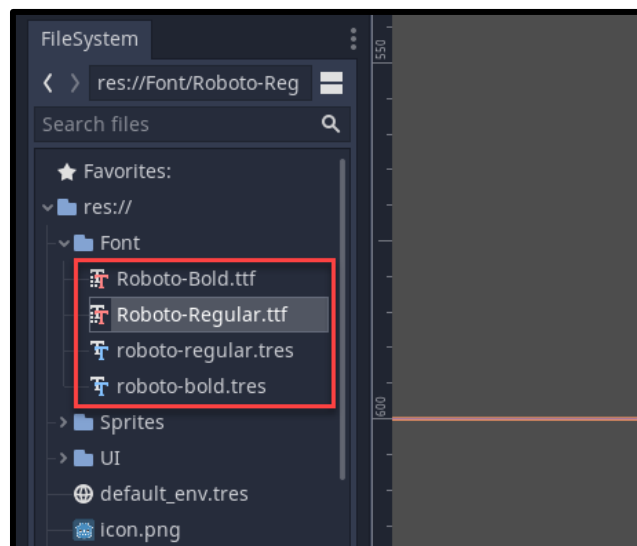 FileSystem
res://Font/Roboto-Reg
Search files
Favorites:
res://
Font
Roboto-Bold.ttf
Roboto-Regular.ttf
roboto-regular.tres
roboto-bold.tres
Sprites
UI
default_env.tres
icon.png
550
600